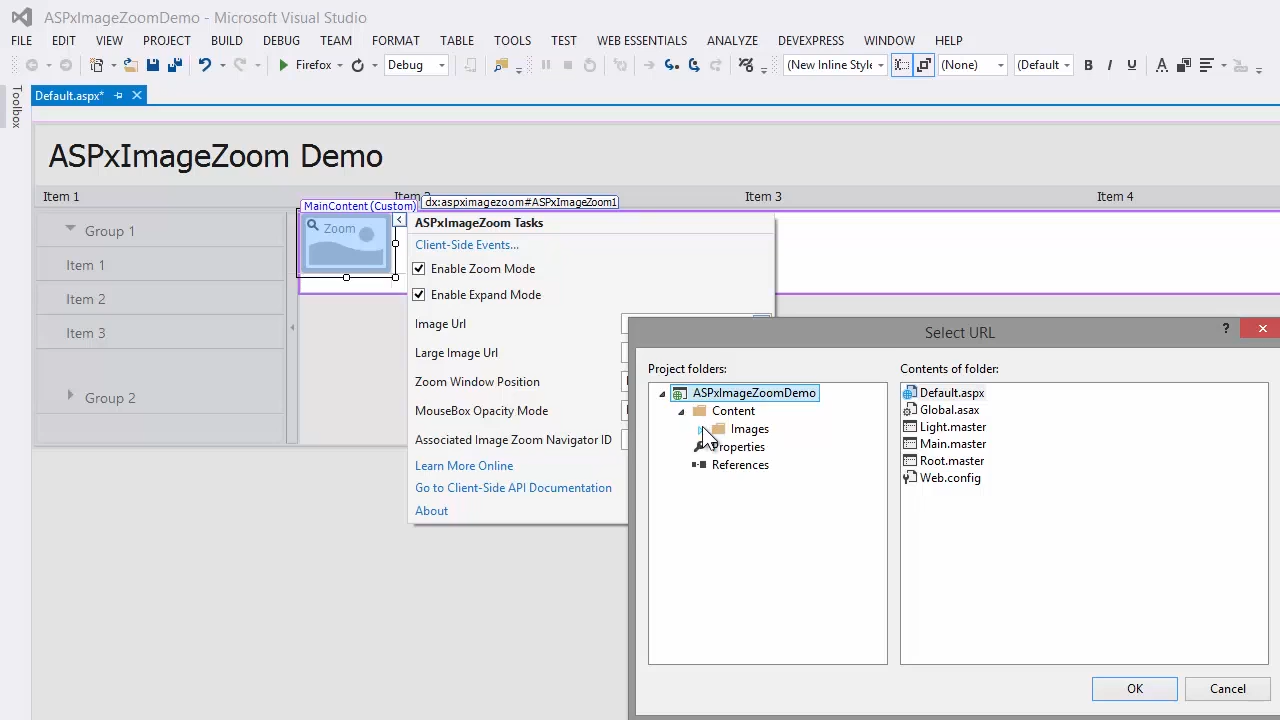 ASPxImageZoomDemo - Microsoft Visual Studio
FILE EDIT VIEW PROJECT BUILD DEBUG TEAM FORMAT TABLE TOOLS TEST WEB ESSENTIALS ANALYZE DEVEXPRESS WINDOW HELP
Firefox Debug (New Inline Style (None) (Default B I U A
Toolbox
Default.aspx*
ASPxImageZoom Demo
Item 1 Item 3 Item 4
MainContent (Custom) dx:aspximagezoom#ASPxImageZoom1
Zoom
ASPxImageZoom Tasks
Group 1
Client-Side Events...
Item 1
Enable Zoom Mode
Item 2
Enable Expand Mode
Item 3
Image Url
Group 2
Large Image Url
Zoom Window Position
MouseBox Opacity Mode
Associated Image Zoom Navigator ID
Learn More Online
Go to Client-Side API Documentation
About
Select URL
?
Project folders:
ASPxImageZoomDemo
Content
Images
Properties
References
Contents of folder:
Default.aspx
Global.asax
Light.master
Main.master
Root.master
Web.config
OK Cancel